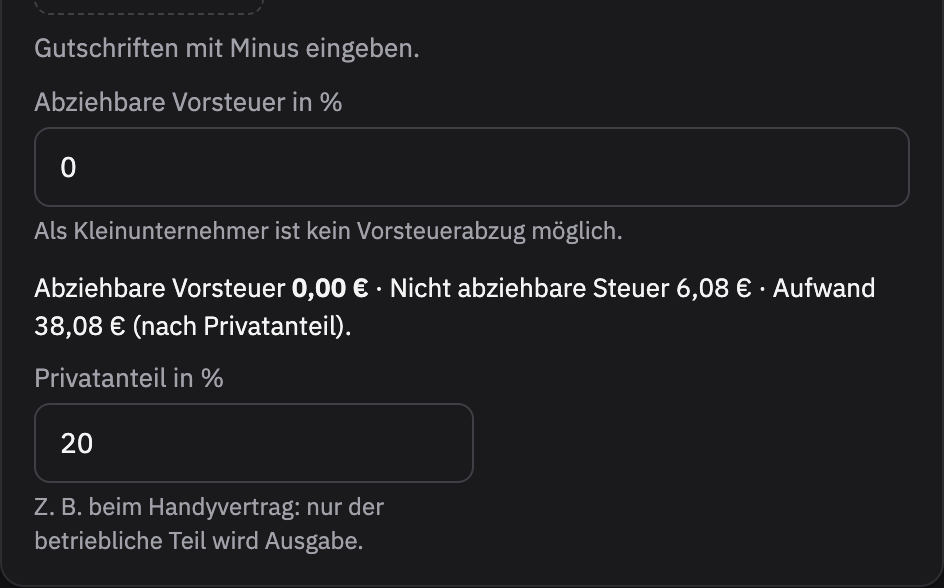 Gutschriften mit Minus eingeben.
Abziehbare Vorsteuer in %
0
Als Kleinunternehmer ist kein Vorsteuerabzug möglich.
Abziehbare Vorsteuer 0,00 € · Nicht abziehbare Steuer 6,08 € · Aufwand
38,08 € (nach Privatanteil).
Privatanteil in %
20
Z. B. beim Handyvertrag: nur der
betriebliche Teil wird Ausgabe.